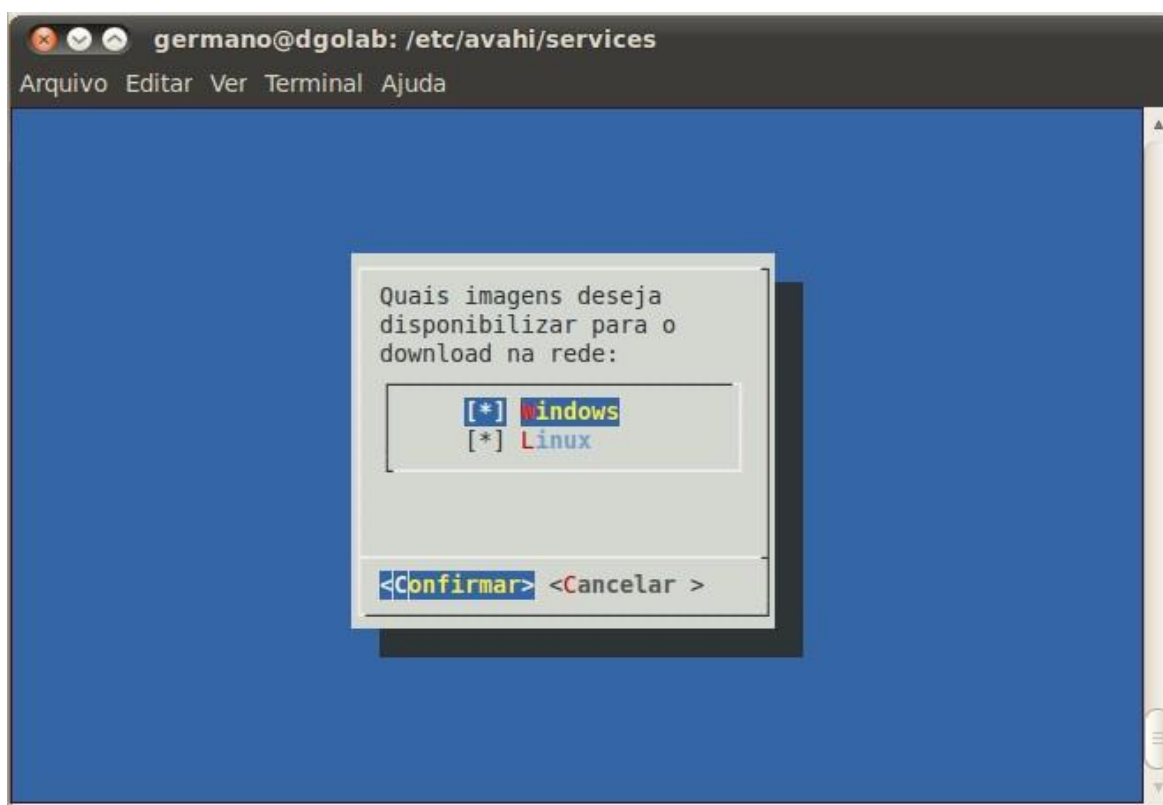 germano@dgolab: /etc/avahi/services
Arquivo Editar Ver Terminal Ajuda
Quais imagens deseja
disponibilizar para o
download na rede:
[*] Windows
[*] Linux
<Confirmar> <Cancelar >